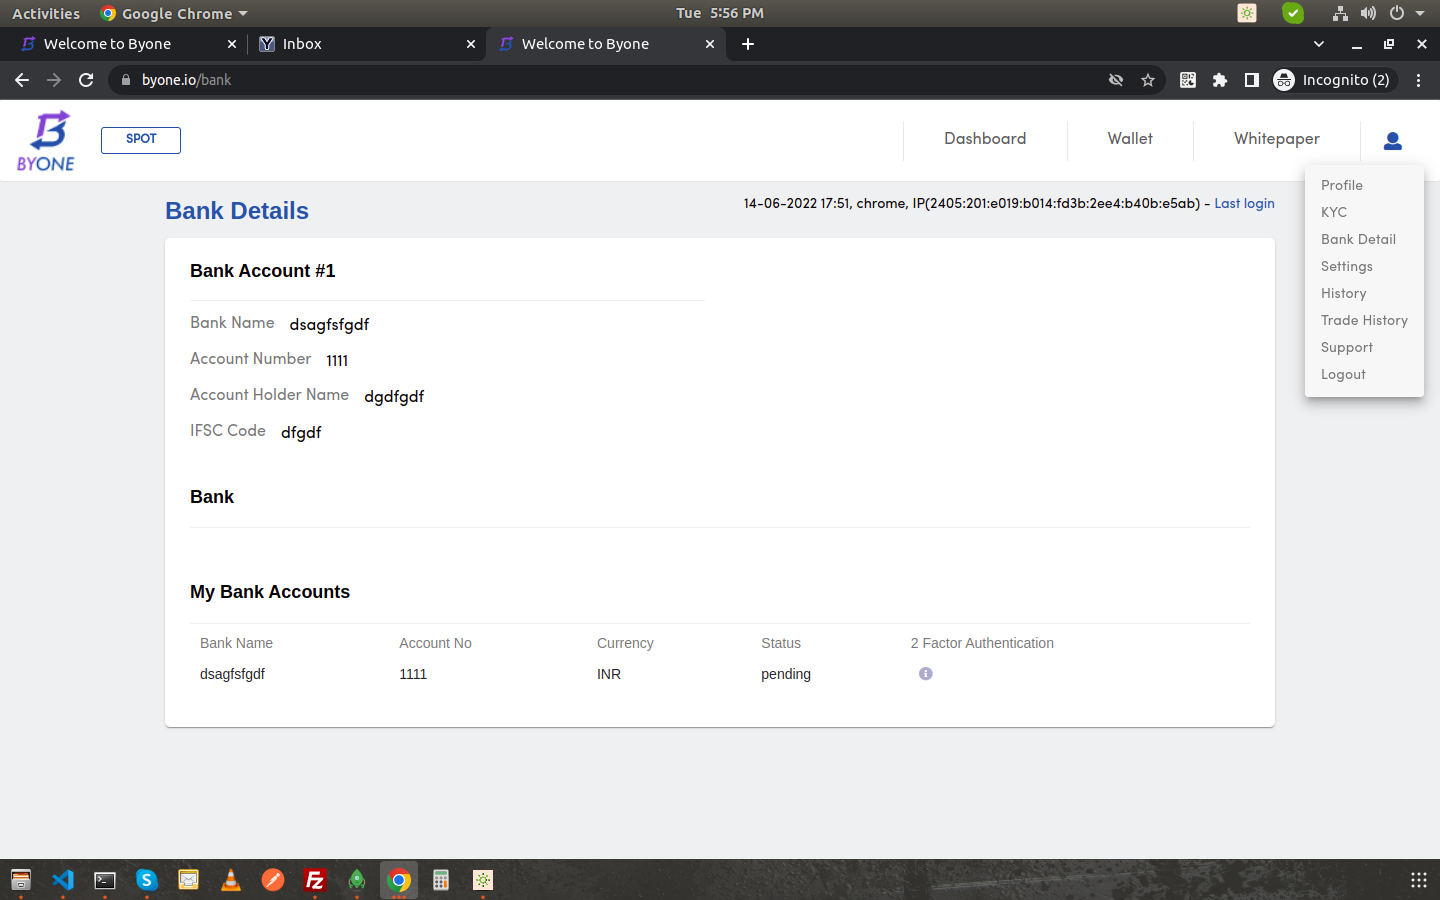 Activities Google Chrome Tue 5:56 PM
Welcome to Byone Inbox Welcome to Byone
byone.io/bank Incognito (2)
BYONE SPOT Dashboard Wallet Whitepaper
Profile
KYC
Bank Detail
Settings
History
Trade History
Support
Logout
Bank Details 14-06-2022 17:51, chrome, IP(2405:201:e019:b014:fd3b:2ee4:b40b:e5ab) - Last login
Bank Account #1
Bank Name dsagfsfgdf
Account Number 1111
Account Holder Name dgdfgdf
IFSC Code dfgdf
Bank
My Bank Accounts
Bank Name Account No Currency Status 2 Factor Authentication
dsagfsfgdf 1111 INR pending